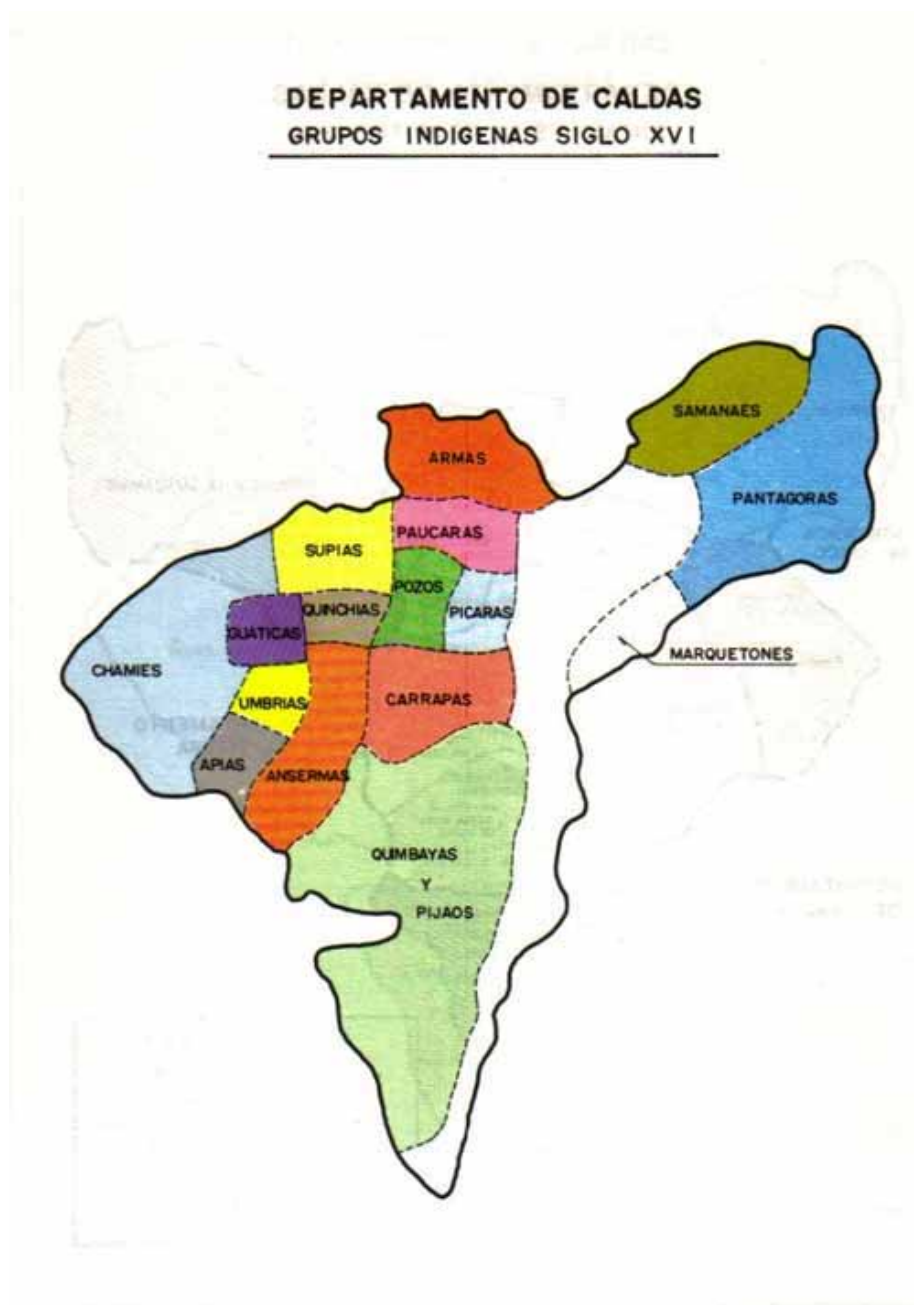 DEPARTAMENTO DE CALDAS
GRUPOS INDIGENAS SIGLO XVI
SAMANAES
ARMAS
PANTAGORAS
PAUCARAS
SUPIAS
POZOS
QUINCHIAS
PICARAS
GUATICAS
MARQUETONES
CHAMIES
UMBRIAS
CARRAPAS
APIAS
ANSERMAS
QUIMBAYAS
Y
PIJAOS